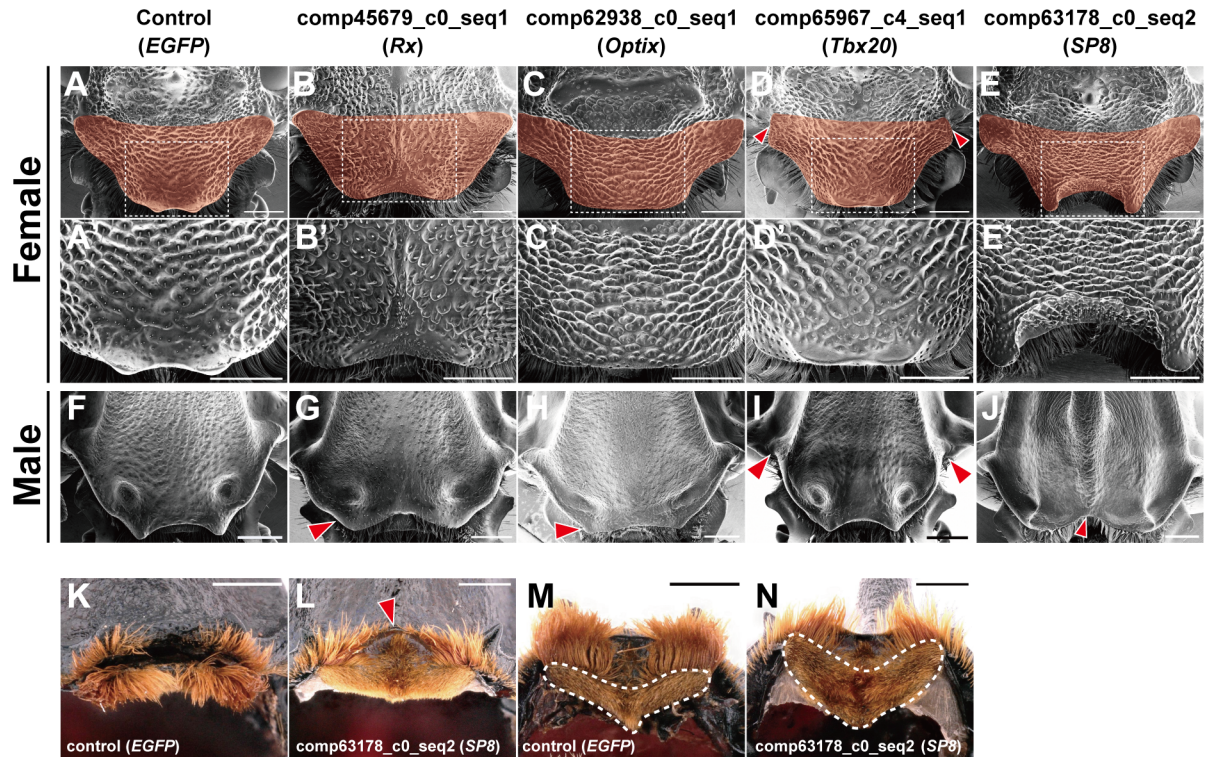 Control
(EGFP)
comp45679_c0_seq1
(Rx)
comp62938_c0_seq1
(Optix)
comp65967_c4_seq1
(Tbx20)
comp63178_c0_seq2
(SP8)
Female
A
B
C
D
E
A'
B'
C'
D'
E'
Male
F
G
H
I
J
K
L
M
N
control (EGFP)
comp63178_c0_seq2 (SP8)
control (EGFP)
comp63178_c0_seq2 (SP8)